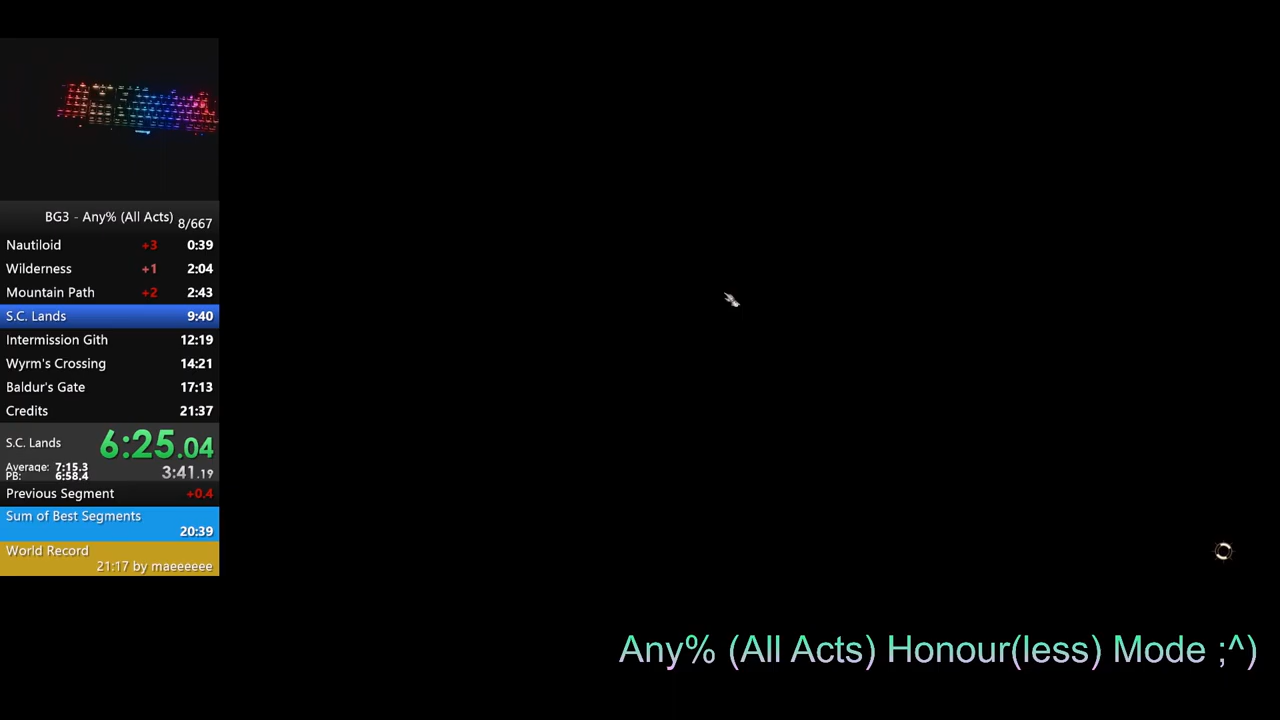 BG3 - Any% (All Acts) 8/667
Nautiloid +3 0:39
Wilderness +1 2:04
Mountain Path +2 2:43
S.C. Lands 9:40
Intermission Gith 12:19
Wyrm's Crossing 14:21
Baldur's Gate 17:13
Credits 21:37
S.C. Lands 6:25.04
Average: 7:15.3
PB: 6:58.4 3:41.19
Previous Segment +0.4
Sum of Best Segments
20:39
World Record
21:17 by maeeeeee
Any% (All Acts) Honour(less) Mode ;^)